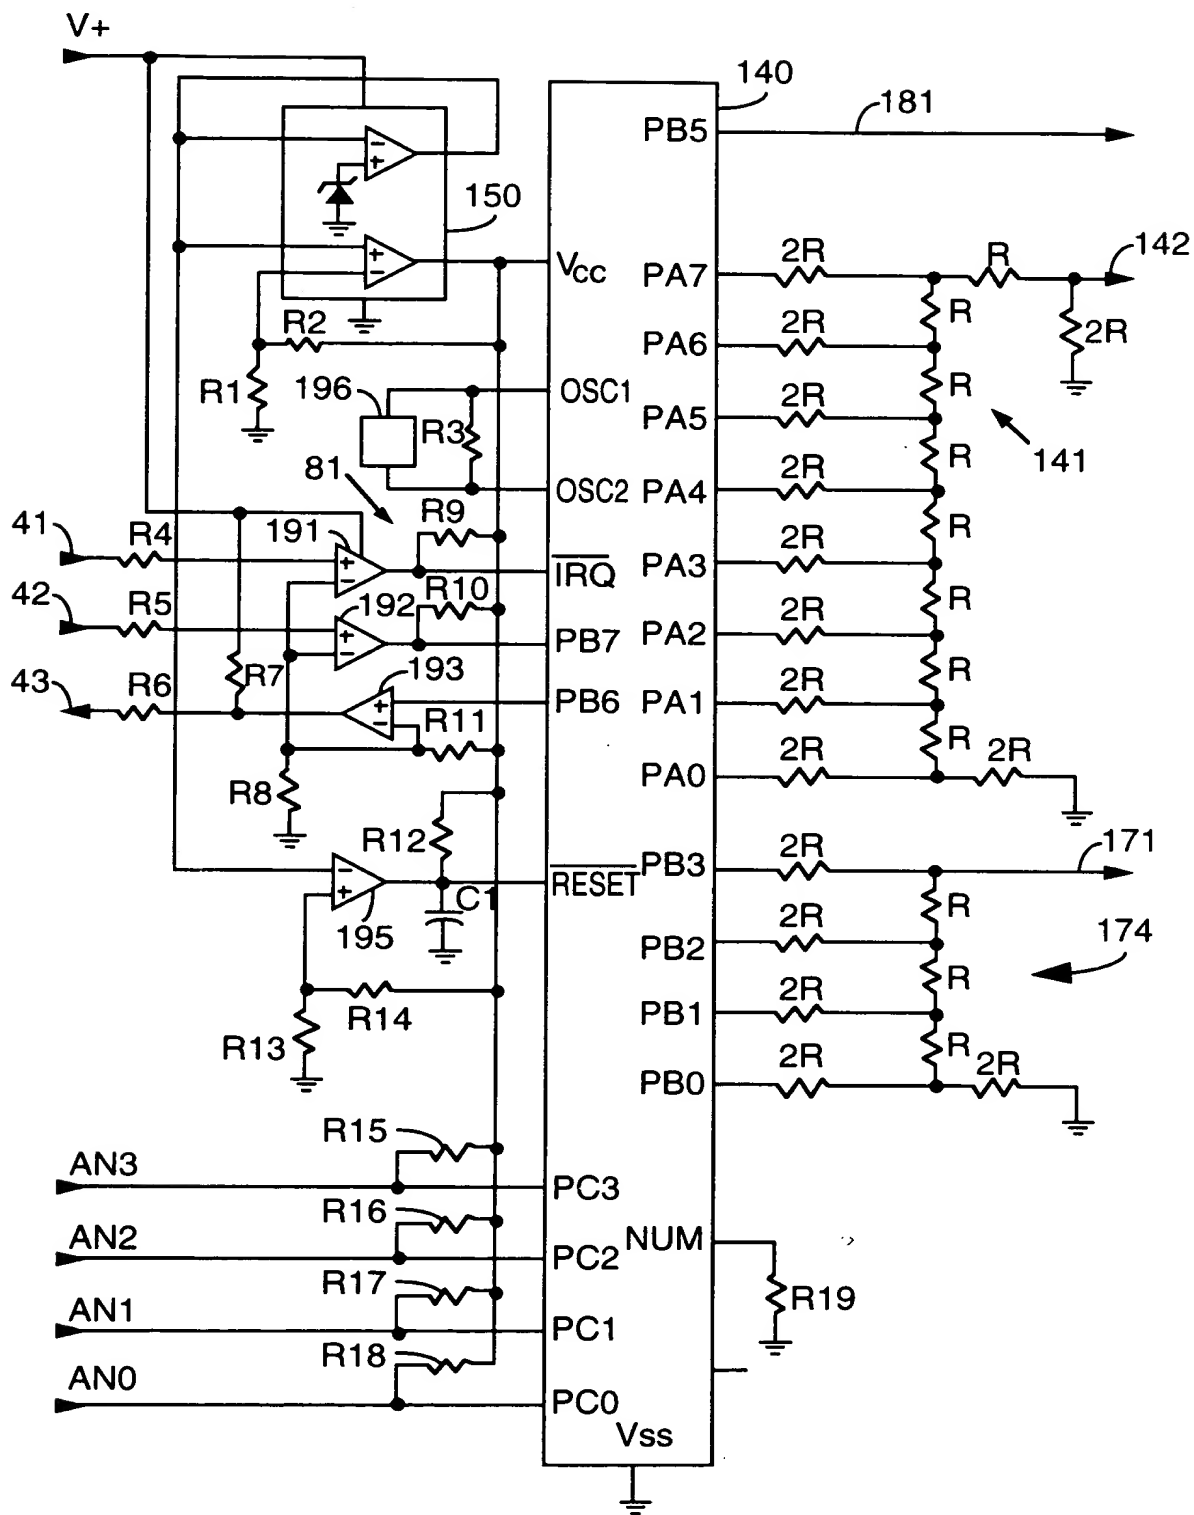 V+
140
PB5
181
150
VCC
PA7
2R
R
142
R
2R
R2
PA6
2R
R1
196
OSC1
R
R3
PA5
2R
141
81
OSC2
PA4
2R
R
R9
41
R4
191
R
IRQ
PA3
2R
R10
42
R5
192
R
PB7
PA2
2R
R7
193
43
R6
R
PB6
PA1
2R
R11
R
2R
R8
PA0
2R
R12
PB3
2R
171
RESET
C1
R
195
PB2
2R
174
R
R14
PB1
2R
R13
R
2R
PB0
2R
R15
AN3
PC3
R16
AN2
NUM
PC2
R17
R19
AN1
PC1
R18
AN0
PC0
Vss